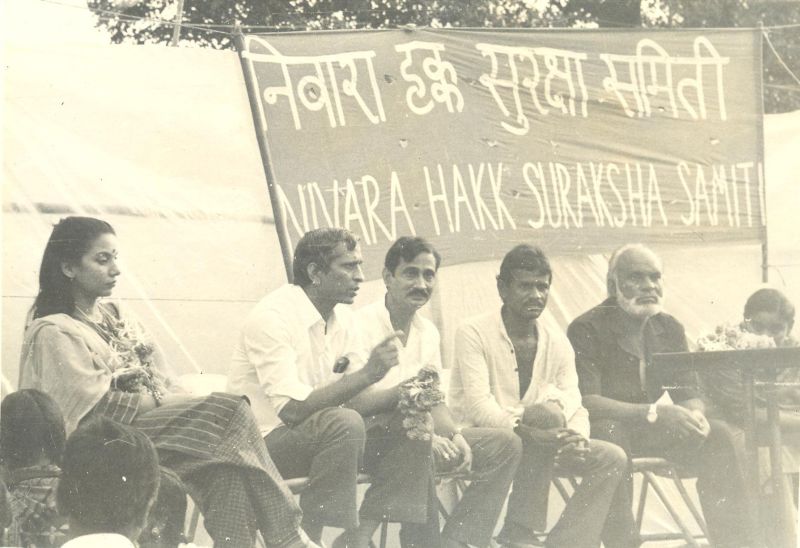 निवारा हक्क सुरक्षा समिती
NIVARA HAKK SURAKSHA SAMITI